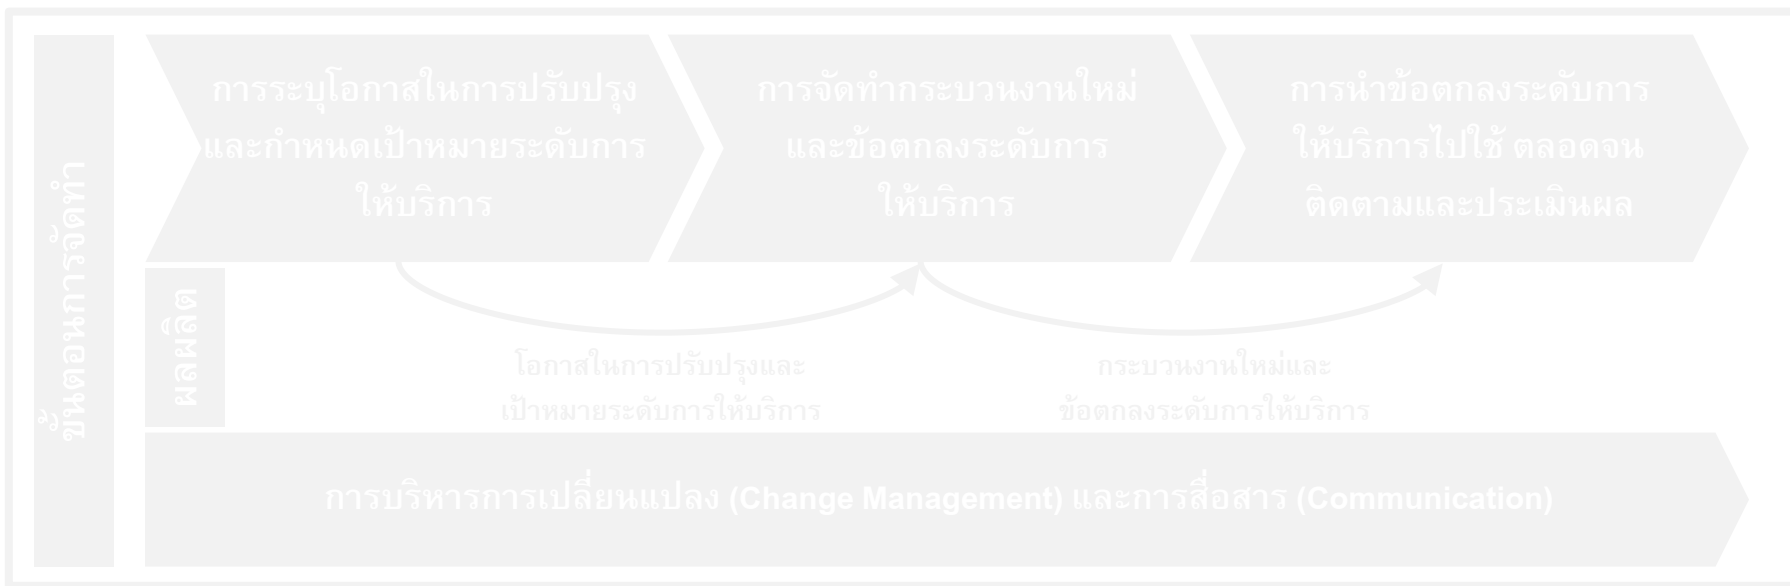 ขั้นตอนการจัดทำ
การระบุโอกาสในการปรับปรุง
และกำหนดเป้าหมายระดับการ
ให้บริการ
การจัดทำกระบวนงานใหม่
และข้อตกลงระดับการ
ให้บริการ
การนำข้อตกลงระดับการ
ให้บริการไปใช้ ตลอดจน
ติดตามและประเมินผล
ผลผลิต
โอกาสในการปรับปรุงและ
เป้าหมายระดับการให้บริการ
กระบวนงานใหม่และ
ข้อตกลงระดับการให้บริการ
การบริหารการเปลี่ยนแปลง (Change Management) และการสื่อสาร (Communication)